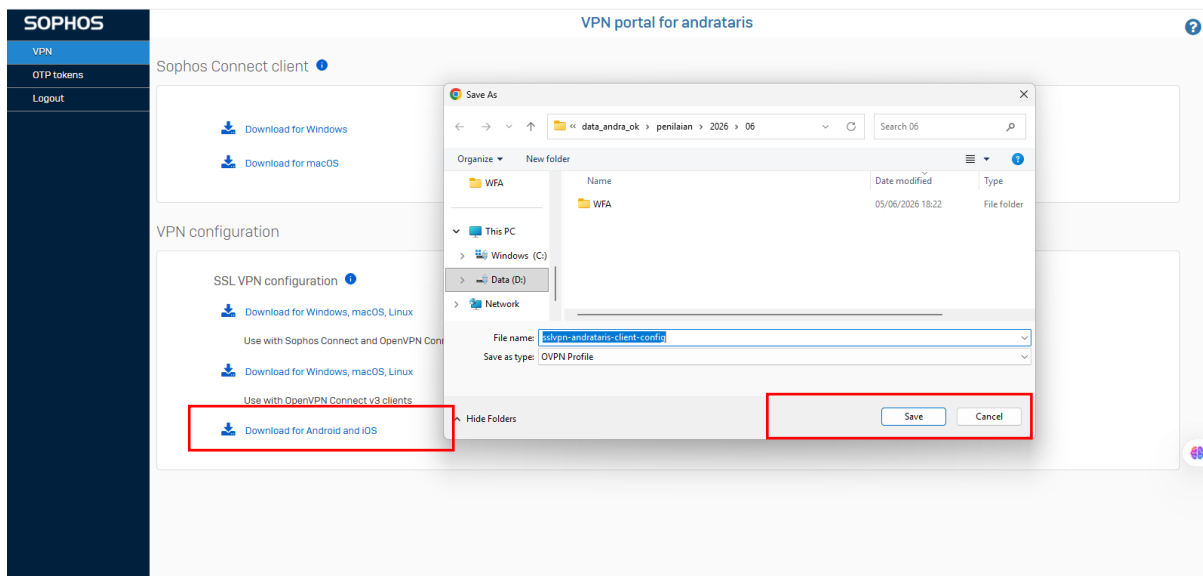 SOPHOS
VPN portal for andrataris
?
VPN
OTP tokens
Logout
Sophos Connect client i
Download for Windows
Download for macOS
VPN configuration
SSL VPN configuration i
Download for Windows, macOS, Linux
Use with Sophos Connect and OpenVPN Conn
Download for Windows, macOS, Linux
Use with OpenVPN Connect v3 clients
Download for Android and iOS
Save As
« data_andra_ok › penilaian › 2026 › 06
Search 06
Organize
New folder
?
Name
Date modified
Type
WFA
WFA
05/06/2026 18:22
File folder
This PC
Windows (C:)
Data (D:)
Network
File name: sslvpn-andrataris-client-config
Save as type: OVPN Profile
Hide Folders
Save
Cancel